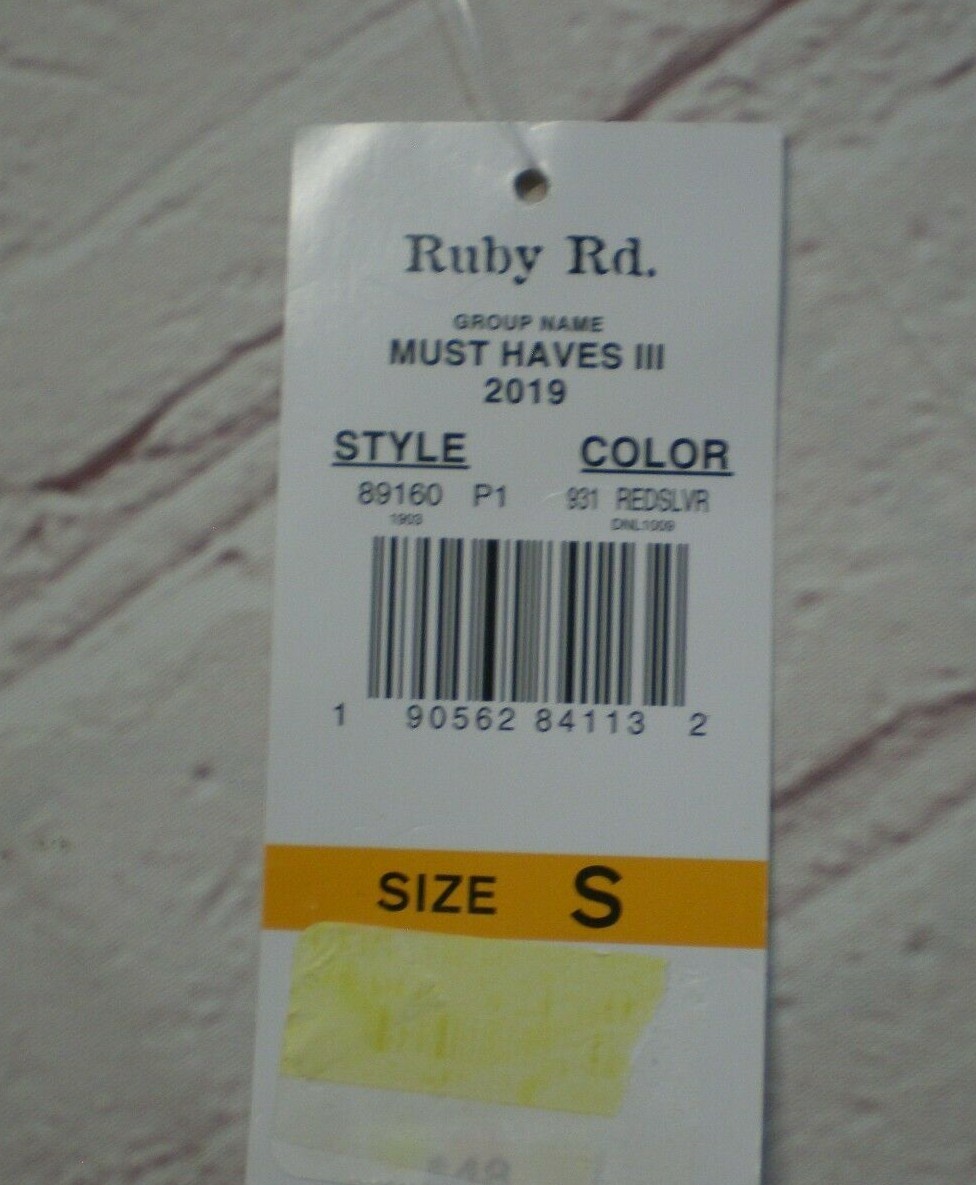 Ruby Rd.
GROUP NAME
MUST HAVES III
2019
STYLE COLOR
89160 P1 931 REDSLVR
1903 DNL1009
1 90562 84113 2
SIZE S